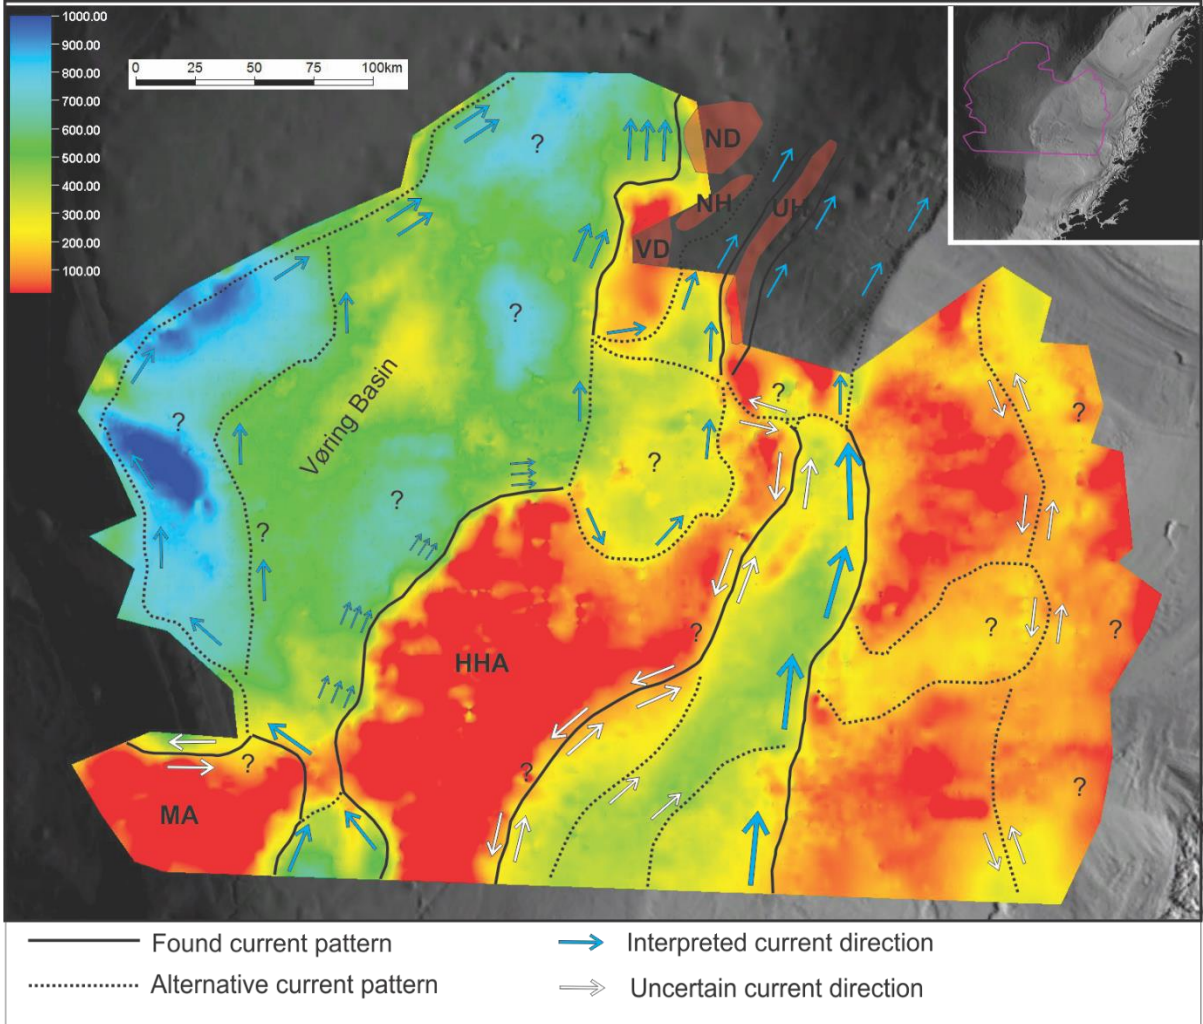 1000.00
900.00
800.00
700.00
600.00
500.00
400.00
300.00
200.00
100.00
0 25 50 75 100km
ND
NH
UH
VD
?
?
?
?
?
Vøring Basin
?
?
?
?
?
?
?
HHA
?
?
?
MA
?
Found current pattern
Interpreted current direction
Alternative current pattern
Uncertain current direction